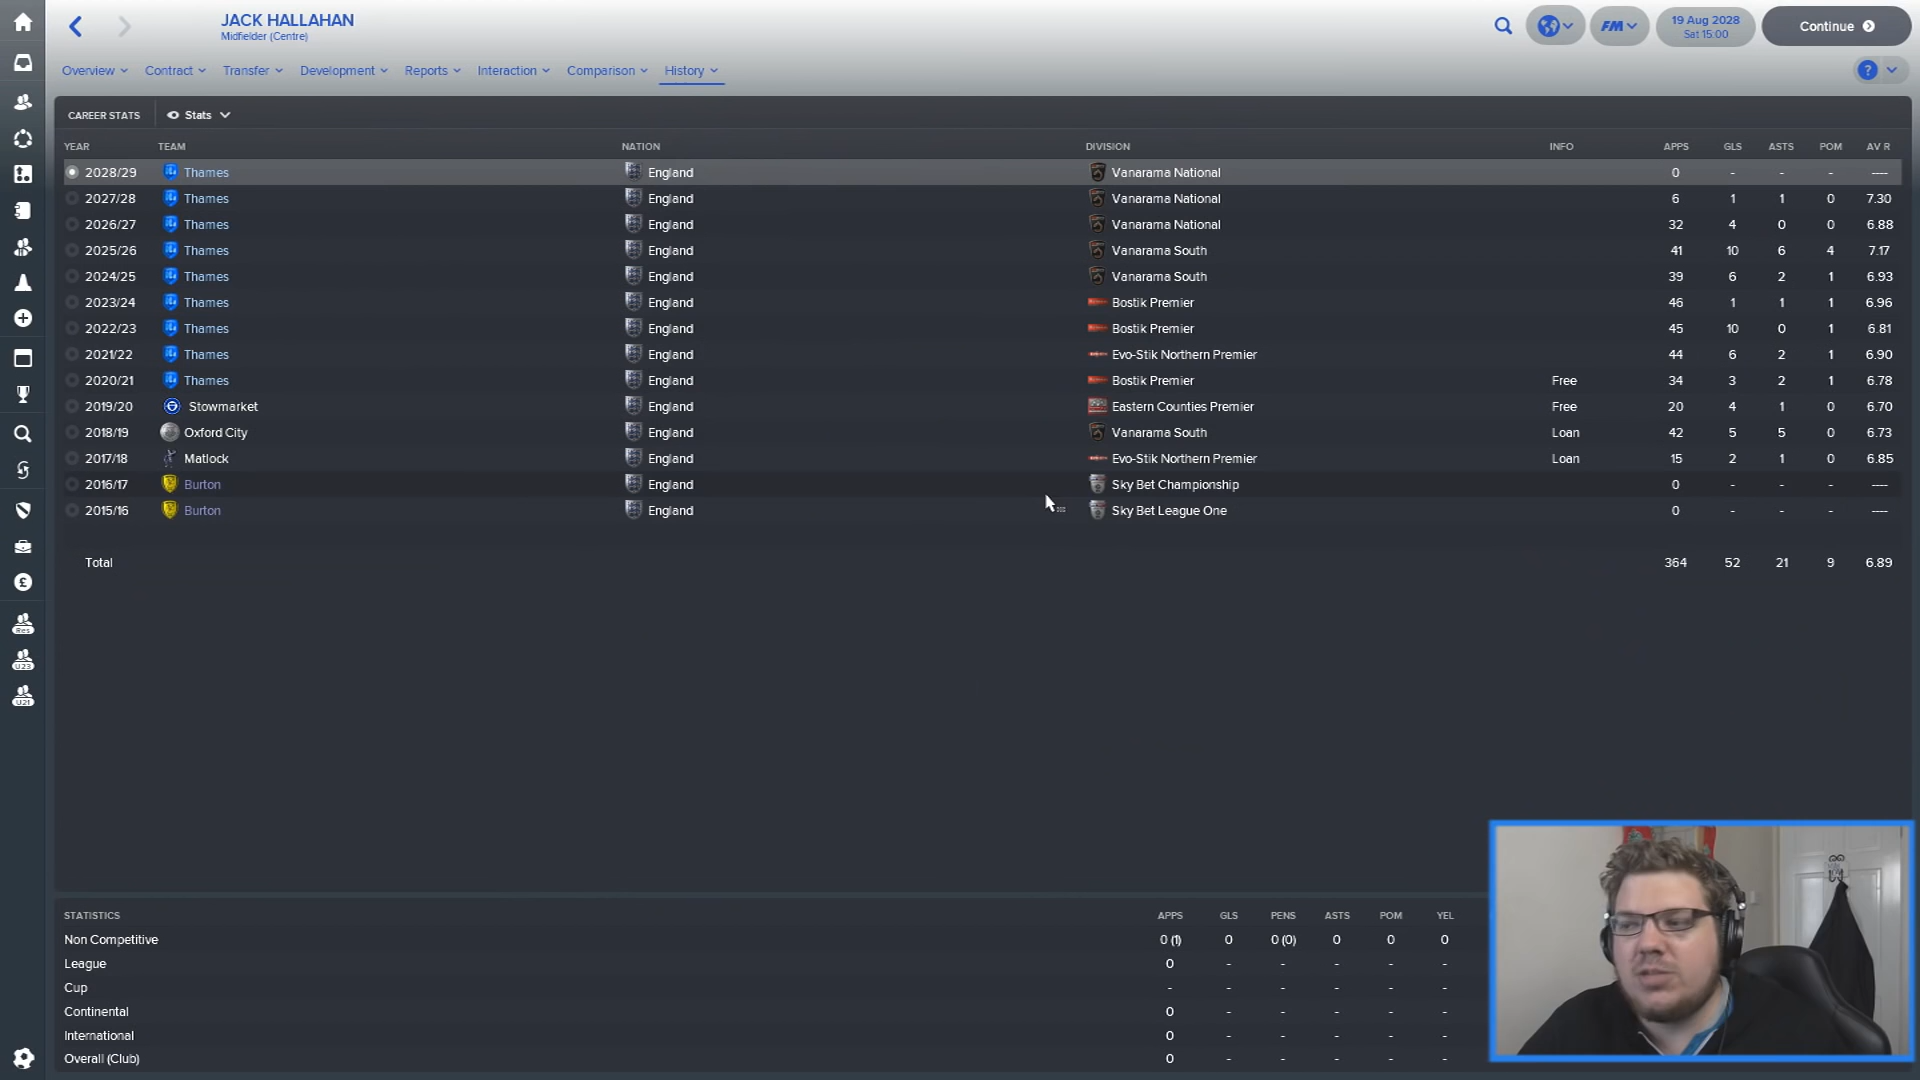 JACK HALLAHAN
Midfielder (Centre)
FM
19 Aug 2028
Sat 15:00
Continue
Overview
Contract
Transfer
Development
Reports
Interaction
Comparison
History
?
CAREER STATS
Stats
YEAR TEAM NATION DIVISION INFO APPS GLS ASTS POM AV R
2028/29 Thames England Vanarama National 0 - - - ----
2027/28 Thames England Vanarama National 6 1 1 0 7.30
2026/27 Thames England Vanarama National 32 4 0 0 6.88
2025/26 Thames England Vanarama South 41 10 6 4 7.17
2024/25 Thames England Vanarama South 39 6 2 1 6.93
2023/24 Thames England Bostik Premier 46 1 1 1 6.96
2022/23 Thames England Bostik Premier 45 10 0 1 6.81
2021/22 Thames England Evo-Stik Northern Premier 44 6 2 1 6.90
2020/21 Thames England Bostik Premier Free 34 3 2 1 6.78
2019/20 Stowmarket England Eastern Counties Premier Free 20 4 1 0 6.70
2018/19 Oxford City England Vanarama South Loan 42 5 5 0 6.73
2017/18 Matlock England Evo-Stik Northern Premier Loan 15 2 1 0 6.85
2016/17 Burton England Sky Bet Championship 0 - - - ----
2015/16 Burton England Sky Bet League One 0 - - - ----
Total 364 52 21 9 6.89
Res
U23
U21
STATISTICS APPS GLS PENS ASTS POM YEL
Non Competitive 0 (1) 0 0 (0) 0 0 0
League 0 - - - - -
Cup - - - - - -
Continental 0 - - - - -
International 0 - - - - -
Overall (Club) 0 - - - - -